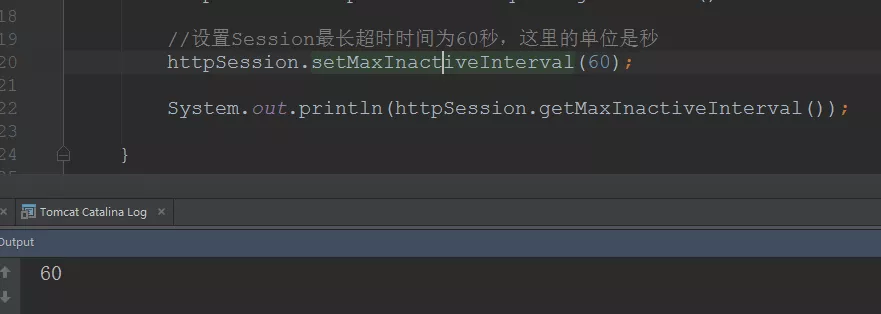 18
19 //设置Session最长超时时间为60秒，这里的单位是秒
20 httpSession.setMaxInactiveInterval(60);
21
22 System.out.println(httpSession.getMaxInactiveInterval());
23
24 }
Tomcat Catalina Log
Output
60